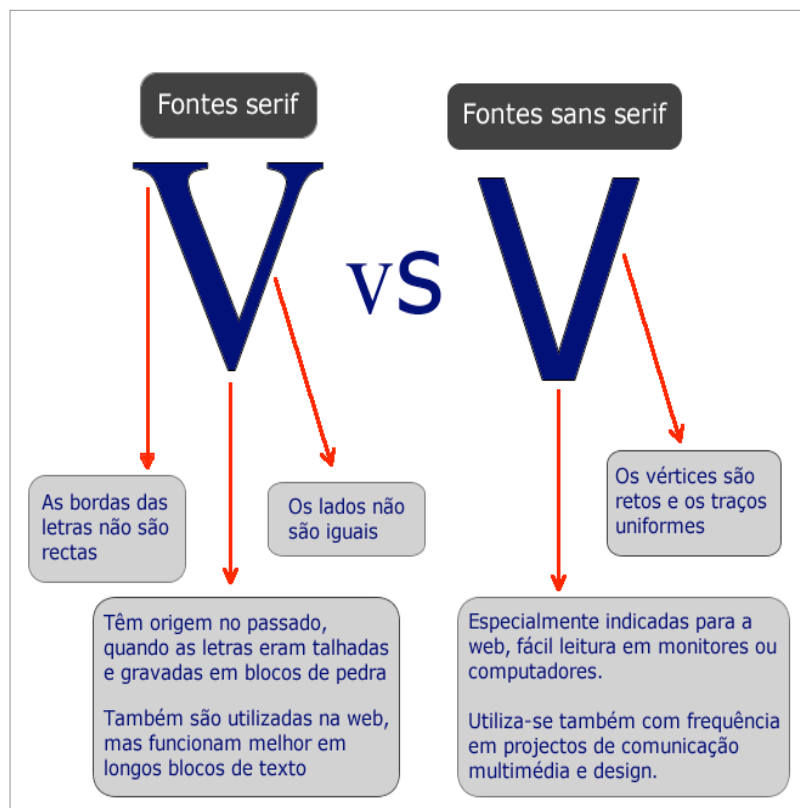 Fontes serif
Fontes sans serif
V
vs
V
As bordas das
letras não são
rectas
Os lados não
são iguais
Os vértices são
retos e os traços
uniformes
Têm origem no passado,
quando as letras eram talhadas
e gravadas em blocos de pedra
Também são utilizadas na web,
mas funcionam melhor em
longos blocos de texto
Especialmente indicadas para a
web, fácil leitura em monitores ou
computadores.
Utiliza-se também com frequência
em projectos de comunicação
multimédia e design.